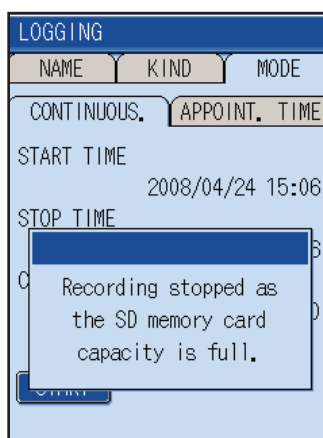 LOGGING
NAME KIND MODE
CONTINUOUS. APPOINT. TIME
START TIME
2008/04/24 15:06
STOP TIME
Recording stopped as
the SD memory card
capacity is full.
START